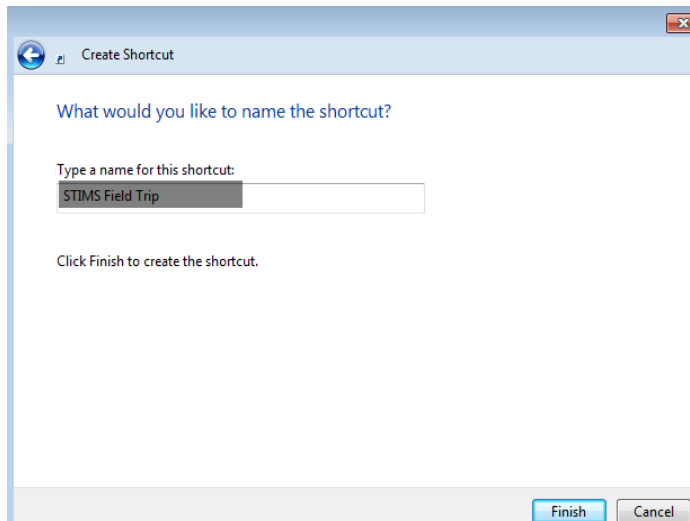 Create Shortcut
What would you like to name the shortcut?
Type a name for this shortcut:
STIMS Field Trip
Click Finish to create the shortcut.
Finish Cancel